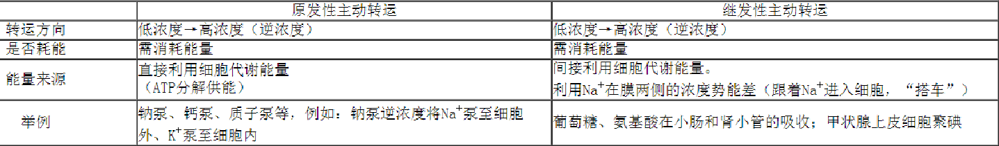 原发性主动转运 继发性主动转运
转运方向 低浓度→高浓度（逆浓度） 低浓度→高浓度（逆浓度）
是否耗能 需消耗能量 需消耗能量
能量来源 直接利用细胞代谢能量
（ATP分解供能）
间接利用细胞代谢能量。
利用Na⁺在膜两侧的浓度势能差（跟着Na⁺进入细胞，“搭车”）
举例 钠泵、钙泵、质子泵等，例如：钠泵逆浓度将Na⁺泵至细胞
外、K⁺泵至细胞内
葡萄糖、氨基酸在小肠和肾小管的吸收；甲状腺上皮细胞聚碘